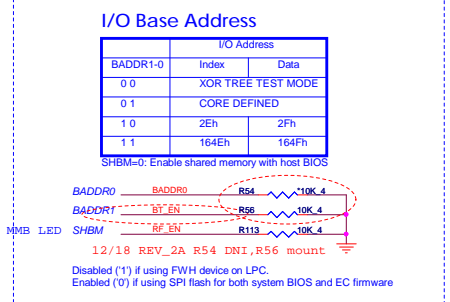 I/O Base Address
I/O Address
BADDR1-0 Index Data
0 0 XOR TREE TEST MODE
0 1 CORE DEFINED
1 0 2Eh 2Fh
1 1 164Eh 164Fh
SHBM=0: Enable shared memory with host BIOS
BADDR0 BADDR0 R54 *10K_4
BADDR1 BT_EN R56 10K_4
MMB LED SHBM RF_EN R113 10K_4
12/18 REV_2A R54 DNI,R56 mount
Disabled ('1') if using FWH device on LPC.
Enabled ('0') if using SPI flash for both system BIOS and EC firmware